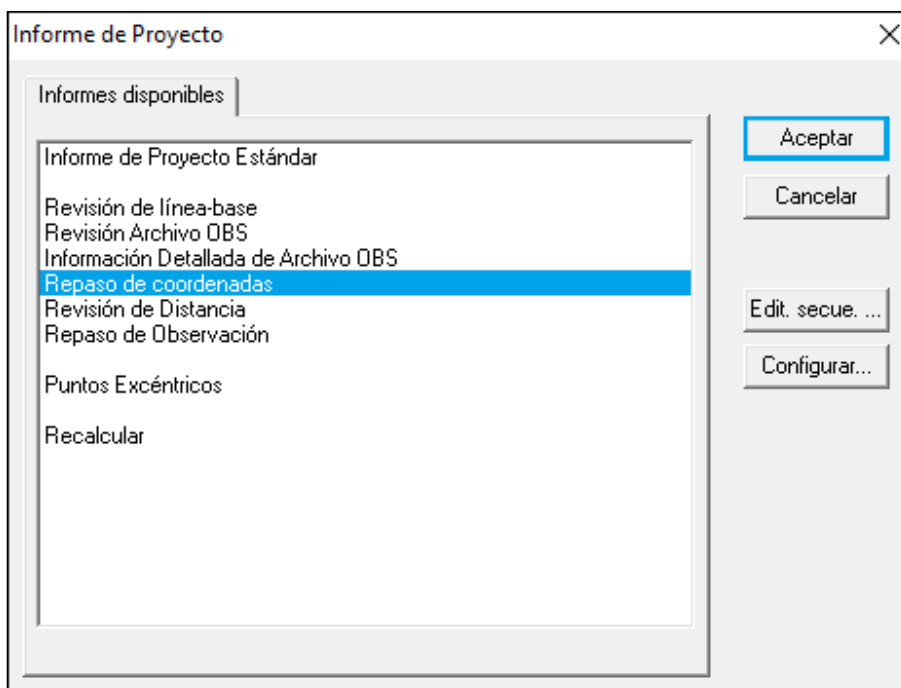 Informe de Proyecto
Informes disponibles
Informe de Proyecto Estándar
Revisión de línea-base
Revisión Archivo OBS
Información Detallada de Archivo OBS
Repaso de coordenadas
Revisión de Distancia
Repaso de Observación
Puntos Excéntricos
Recalcular
Aceptar
Cancelar
Edit. secue. ...
Configurar...